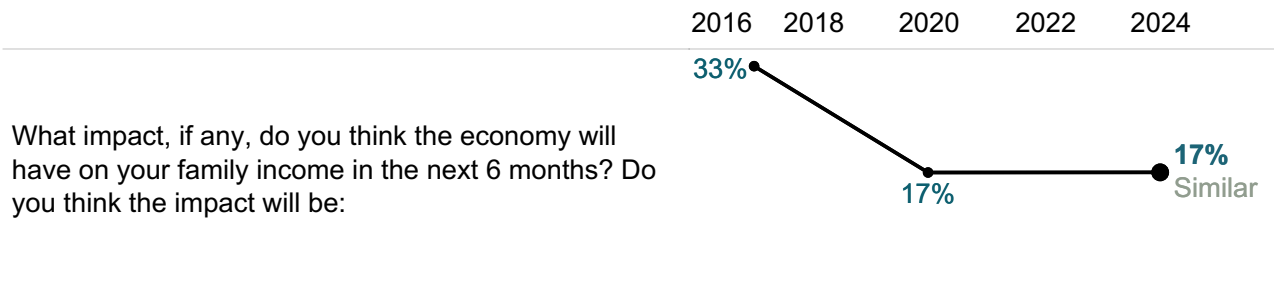 2016 2018 2020 2022 2024
33%
What impact, if any, do you think the economy will
have on your family income in the next 6 months? Do
you think the impact will be:
17%
17%
Similar